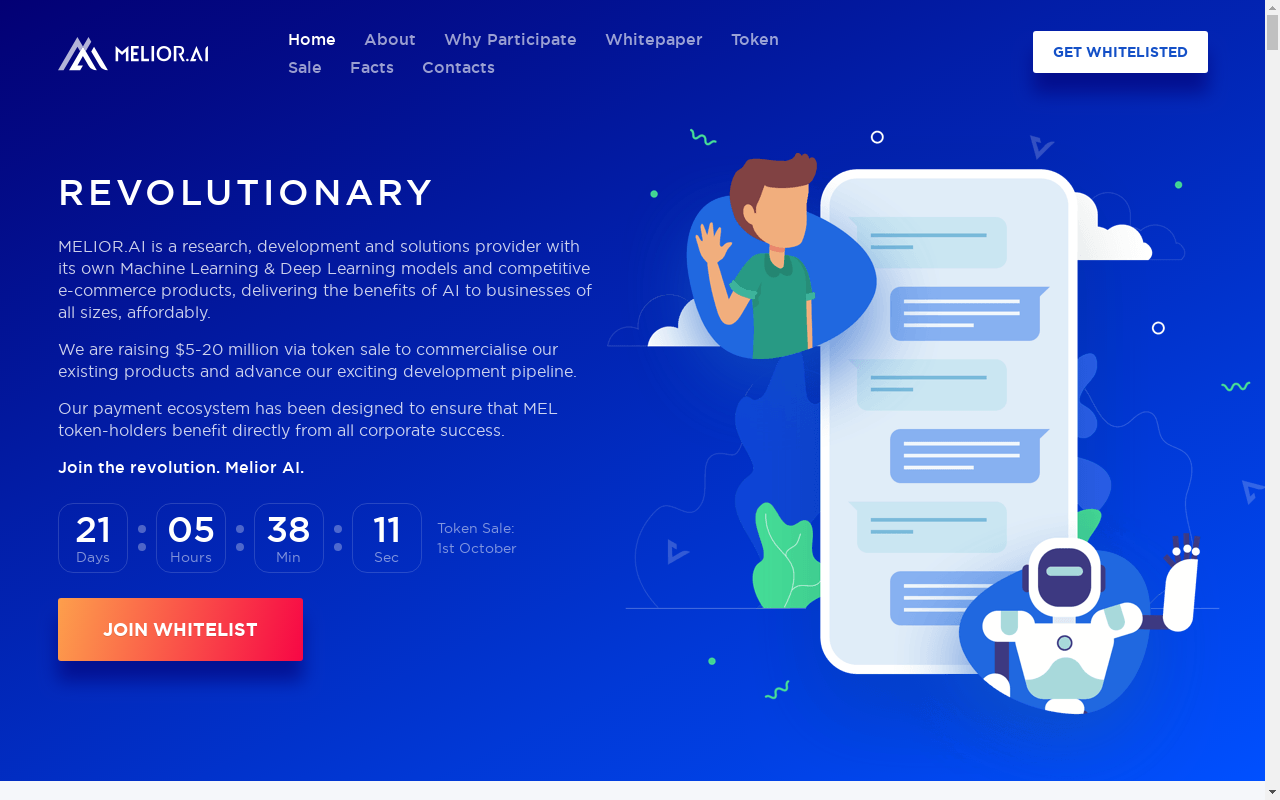 MELIOR.AI
Home About Why Participate Whitepaper Token
Sale Facts Contacts
GET WHITELISTED
REVOLUTIONARY
MELIOR.AI is a research, development and solutions provider with
its own Machine Learning & Deep Learning models and competitive
e-commerce products, delivering the benefits of AI to businesses of
all sizes, affordably.
We are raising $5-20 million via token sale to commercialise our
existing products and advance our exciting development pipeline.
Our payment ecosystem has been designed to ensure that MEL
token-holders benefit directly from all corporate success.
Join the revolution. Melior AI.
21 : 05 : 38 : 11
Days Hours Min Sec
Token Sale:
1st October
JOIN WHITELIST